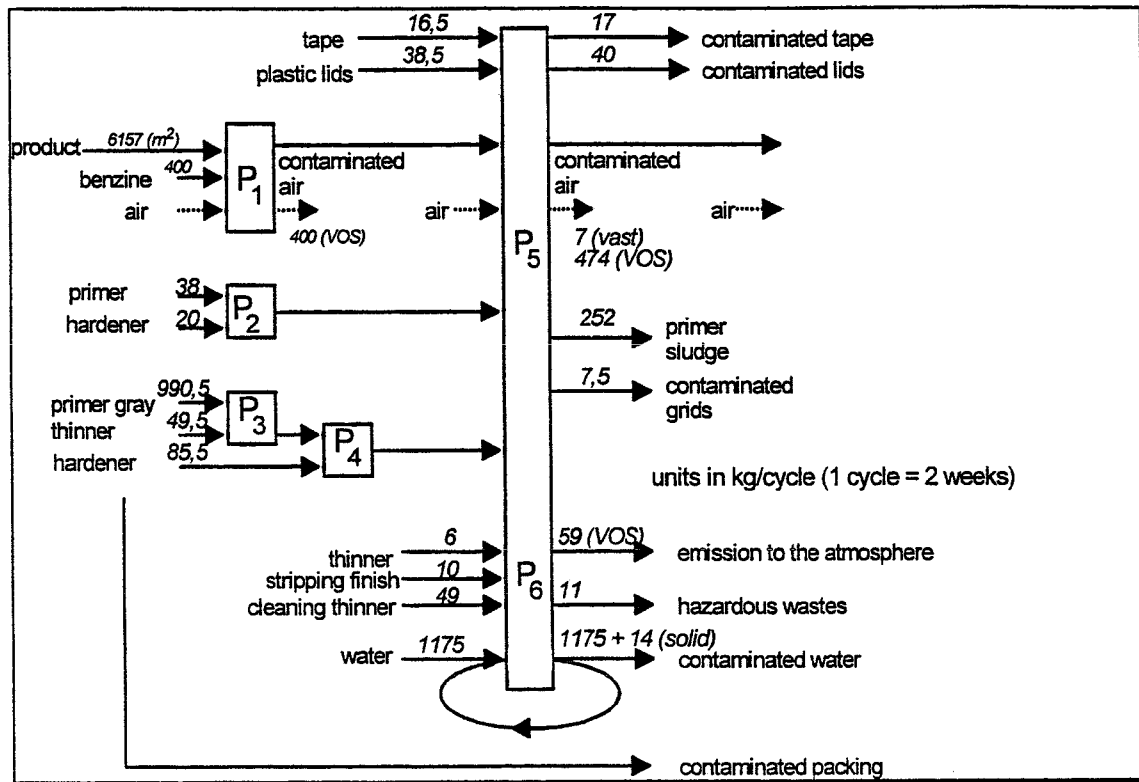 tape 16,5 17 contaminated tape
plastic lids 38,5 40 contaminated lids
product 6157 (m²)
benzine 400 P1 contaminated air contaminated air
air 400 (VOS) air air
P5 7 (vast)
474 (VOS)
primer 38 P2
hardener 20
252 primer
sludge
7,5 contaminated
grids
primer gray 990,5 P3
thinner 49,5 P4
hardener 85,5
units in kg/cycle (1 cycle = 2 weeks)
thinner 6 59 (VOS) emission to the atmosphere
stripping finish 10 P6
cleaning thinner 49 11 hazardous wastes
water 1175 1175 + 14 (solid)
contaminated water
contaminated packing